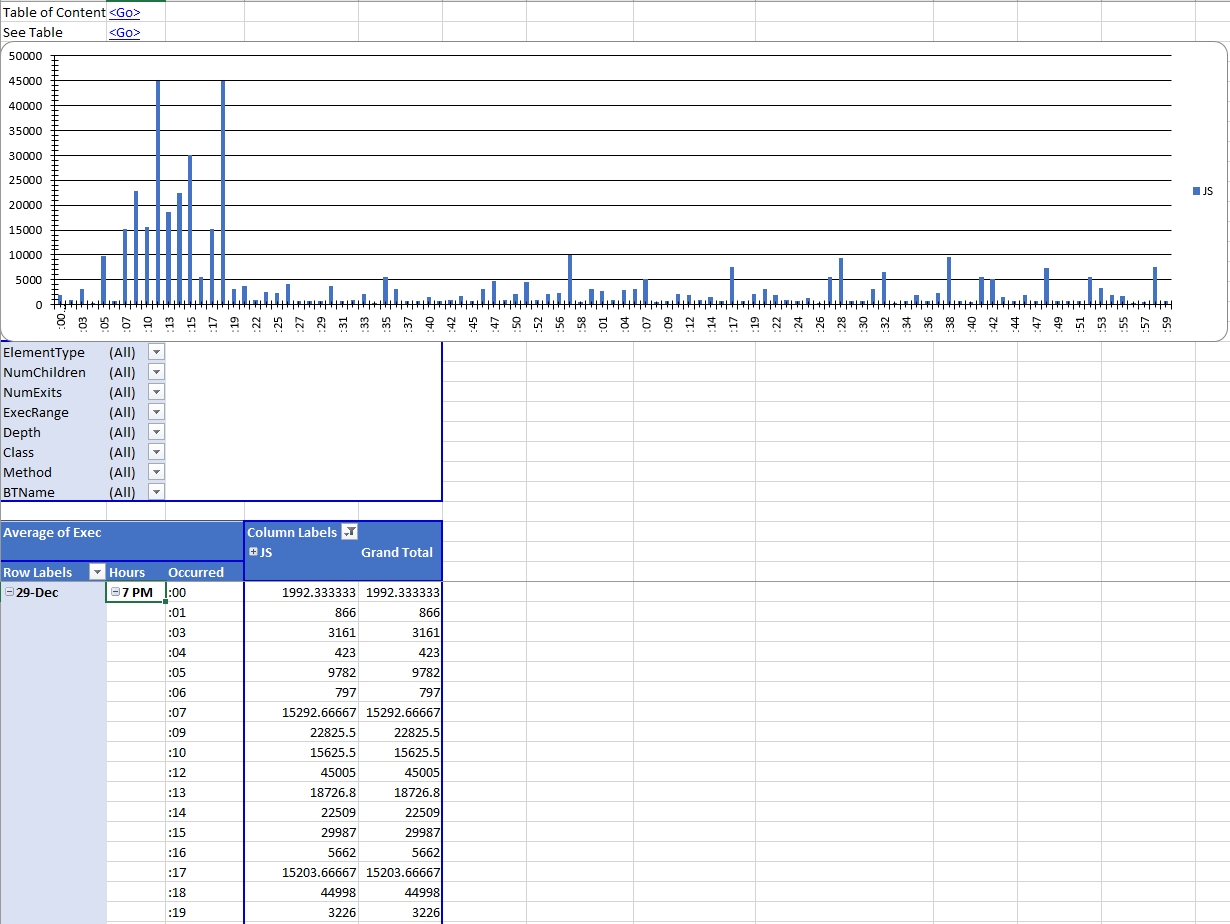 Table of Content <Go>
See Table <Go>
50000
45000
40000
35000
30000
25000
20000
15000
10000
5000
0
JS
:00 :03 :05 :07 :10 :13 :15 :17 :19 :22 :25 :27 :29 :31 :33 :35 :37 :40 :42 :45 :47 :50 :52 :56 :58 :01 :04 :07 :09 :12 :14 :17 :19 :22 :24 :26 :28 :30 :32 :34 :36 :38 :40 :42 :44 :47 :49 :51 :53 :55 :57 :59
ElementType (All)
NumChildren (All)
NumExits (All)
ExecRange (All)
Depth (All)
Class (All)
Method (All)
BTName (All)
Average of Exec Column Labels
JS Grand Total
Row Labels Hours Occurred
29-Dec 7 PM :00 1992.333333 1992.333333
:01 866 866
:03 3161 3161
:04 423 423
:05 9782 9782
:06 797 797
:07 15292.66667 15292.66667
:09 22825.5 22825.5
:10 15625.5 15625.5
:12 45005 45005
:13 18726.8 18726.8
:14 22509 22509
:15 29987 29987
:16 5662 5662
:17 15203.66667 15203.66667
:18 44998 44998
:19 3226 3226